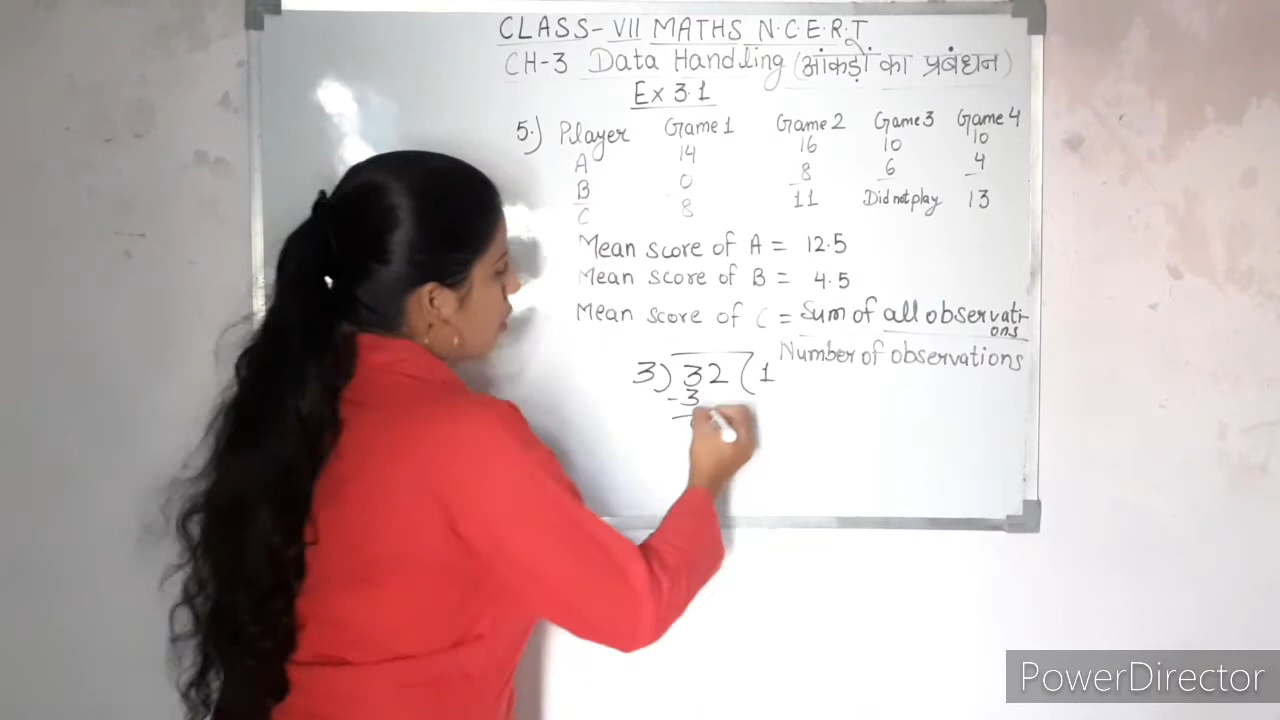 CLASS-VII MATHS N.C.E.R.T
CH-3 Data Handling (आंकड़ों का प्रबंधन)
Ex 3.1
5.) Player Game 1 Game 2 Game 3 Game 4
A 14 16 10 10
B 0 8 6 4
C 8 11 Did not play 13
Mean score of A = 12.5
Mean score of B = 4.5
Mean score of C = Sum of all observations
Number of observations
3) 32 (1
-3
PowerDirector